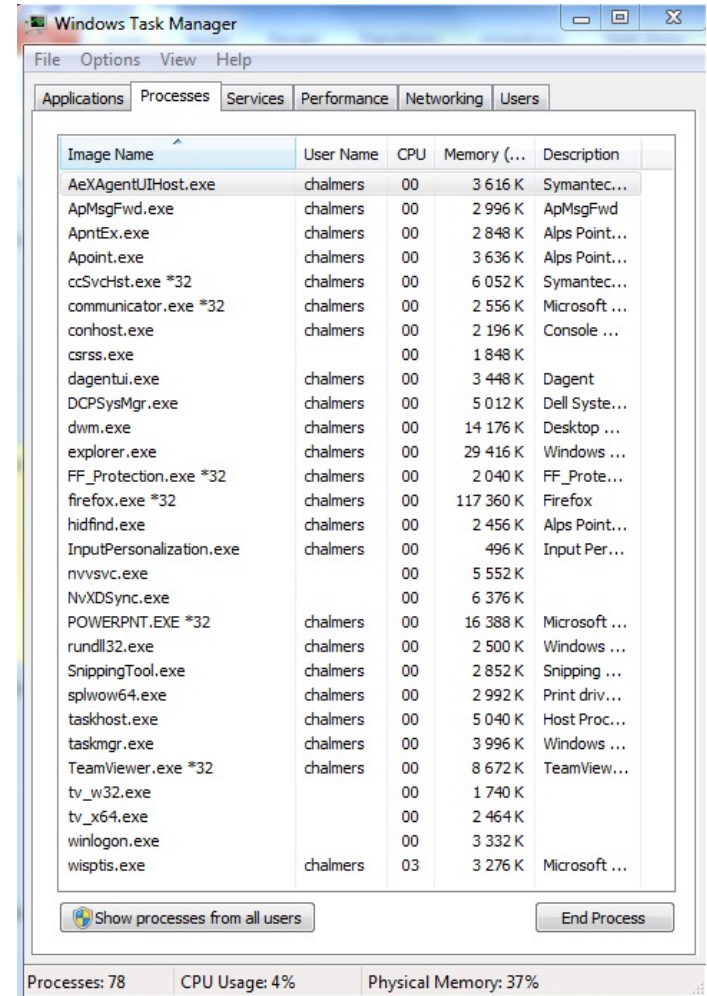 Windows Task Manager
File Options View Help
Applications Processes Services Performance Networking Users
Image Name User Name CPU Memory (... Description
AeXAgentUIHost.exe chalmers 00 3 616 K Symantec...
ApMsgFwd.exe chalmers 00 2 996 K ApMsgFwd
ApntEx.exe chalmers 00 2 848 K Alps Point...
Apoint.exe chalmers 00 3 636 K Alps Point...
ccSvcHst.exe *32 chalmers 00 6 052 K Symantec...
communicator.exe *32 chalmers 00 2 556 K Microsoft ...
conhost.exe chalmers 00 2 196 K Console ...
csrss.exe 00 1 848 K
dagentui.exe chalmers 00 3 448 K Dagent
DCPSysMgr.exe chalmers 00 5 012 K Dell Syste...
dwm.exe chalmers 00 14 176 K Desktop ...
explorer.exe chalmers 00 29 416 K Windows ...
FF_Protection.exe *32 chalmers 00 2 040 K FF_Prote...
firefox.exe *32 chalmers 00 117 360 K Firefox
hidfind.exe chalmers 00 2 456 K Alps Point...
InputPersonalization.exe chalmers 00 496 K Input Per...
nvvsvc.exe 00 5 552 K
NvXDSync.exe 00 6 376 K
POWERPNT.EXE *32 chalmers 00 16 388 K Microsoft ...
rundll32.exe chalmers 00 2 500 K Windows ...
SnippingTool.exe chalmers 00 2 852 K Snipping ...
splwow64.exe chalmers 00 2 992 K Print driv...
taskhost.exe chalmers 00 5 040 K Host Proc...
taskmgr.exe chalmers 00 3 996 K Windows ...
TeamViewer.exe *32 chalmers 00 8 672 K TeamView...
tv_w32.exe 00 1 740 K
tv_x64.exe 00 2 464 K
winlogon.exe 00 3 332 K
wisptis.exe chalmers 03 3 276 K Microsoft ...
Show processes from all users End Process
Processes: 78 CPU Usage: 4% Physical Memory: 37%